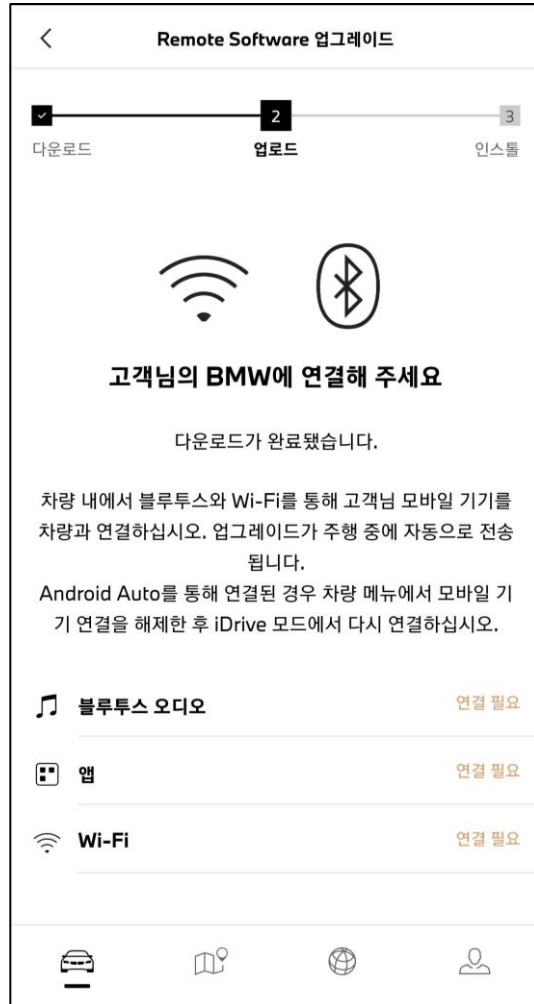 Remote Software 업그레이드
2
3
다운로드
업로드
인스톨
고객님의 BMW에 연결해 주세요
다운로드가 완료됐습니다.
차량 내에서 블루투스와 Wi-Fi를 통해 고객님 모바일 기기를
차량과 연결하십시오. 업그레이드가 주행 중에 자동으로 전송
됩니다.
Android Auto를 통해 연결된 경우 차량 메뉴에서 모바일 기
기 연결을 해제한 후 iDrive 모드에서 다시 연결하십시오.
블루투스 오디오 연결 필요
앱 연결 필요
Wi-Fi 연결 필요